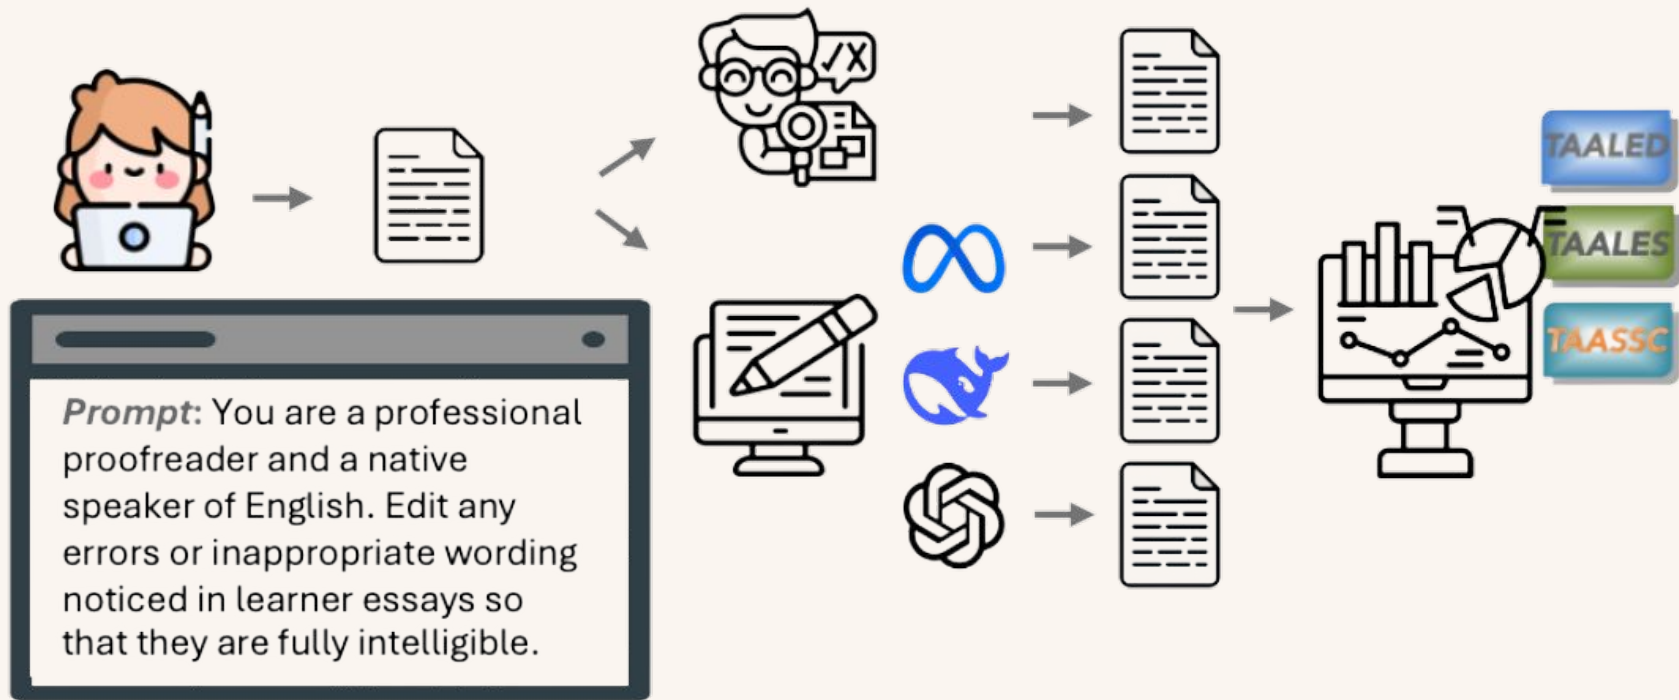 √X
TAALED
TAALES
TAASSC
Prompt: You are a professional
proofreader and a native
speaker of English. Edit any
errors or inappropriate wording
noticed in learner essays so
that they are fully intelligible.